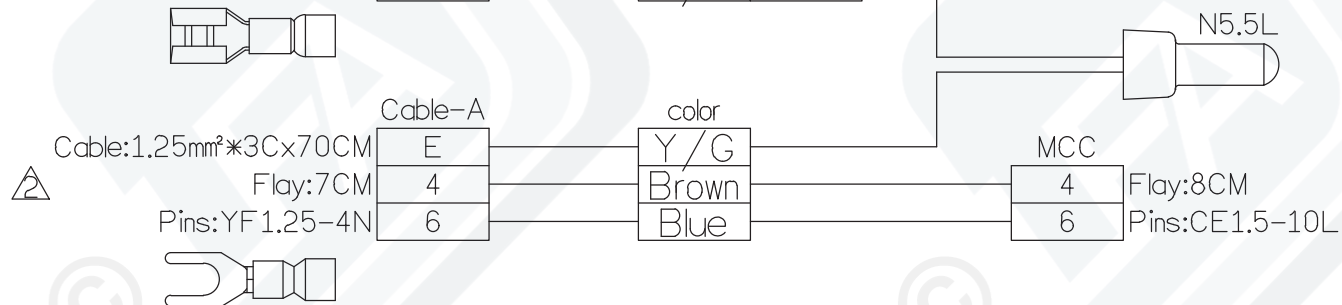 N5.5L
Cable-A color
Cable:1.25mm²*3Cx70CM E Y/G MCC
2 Flay:7CM 4 Brown 4 Flay:8CM
Pins:YF1.25-4N 6 Blue 6 Pins:CE1.5-10L
©
©